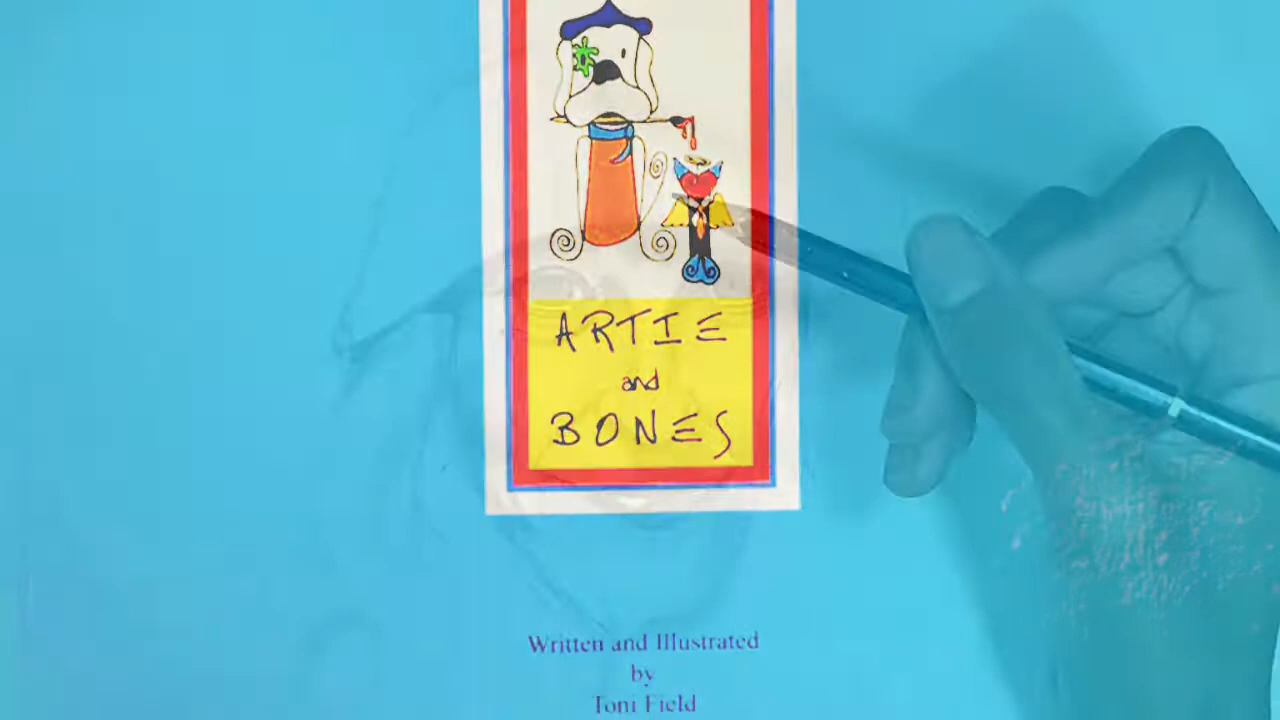 ARTIE
and
BONES
Written and Illustrated
by
Toni Field